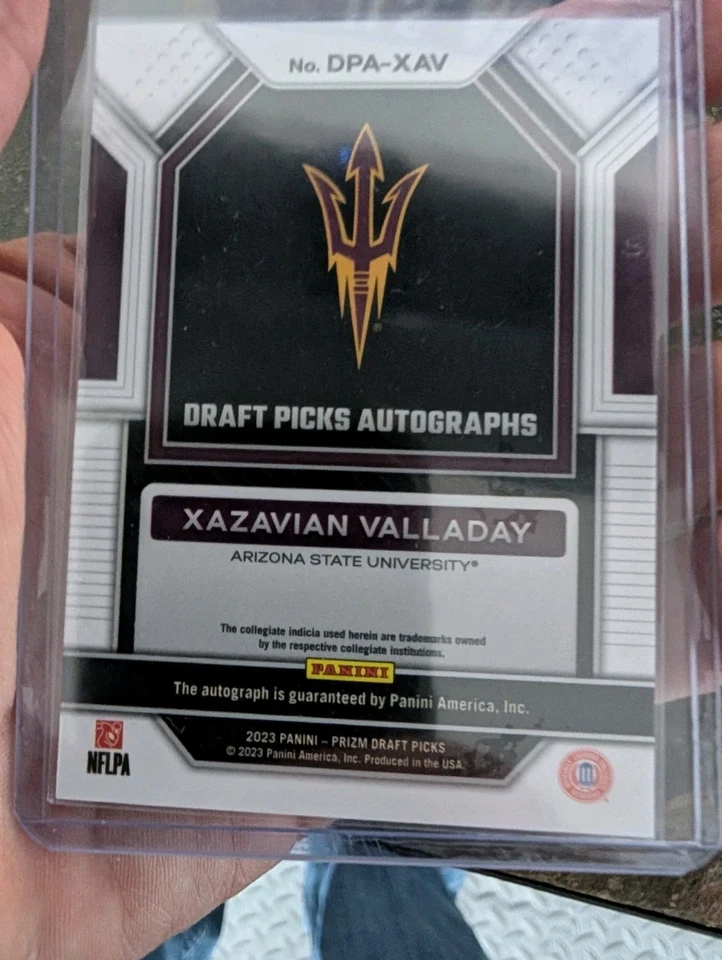 No. DPA-XAV
DRAFT PICKS AUTOGRAPHS
XAZAVIAN VALLADAY
ARIZONA STATE UNIVERSITY®
The collegiate indicia used herein are trademarks owned
by the respective collegiate institutions.
PANINI
The autograph is guaranteed by Panini America, Inc.
2023 PANINI – PRIZM DRAFT PICKS
© 2023 Panini America, Inc. Produced in the USA.
NFLPA